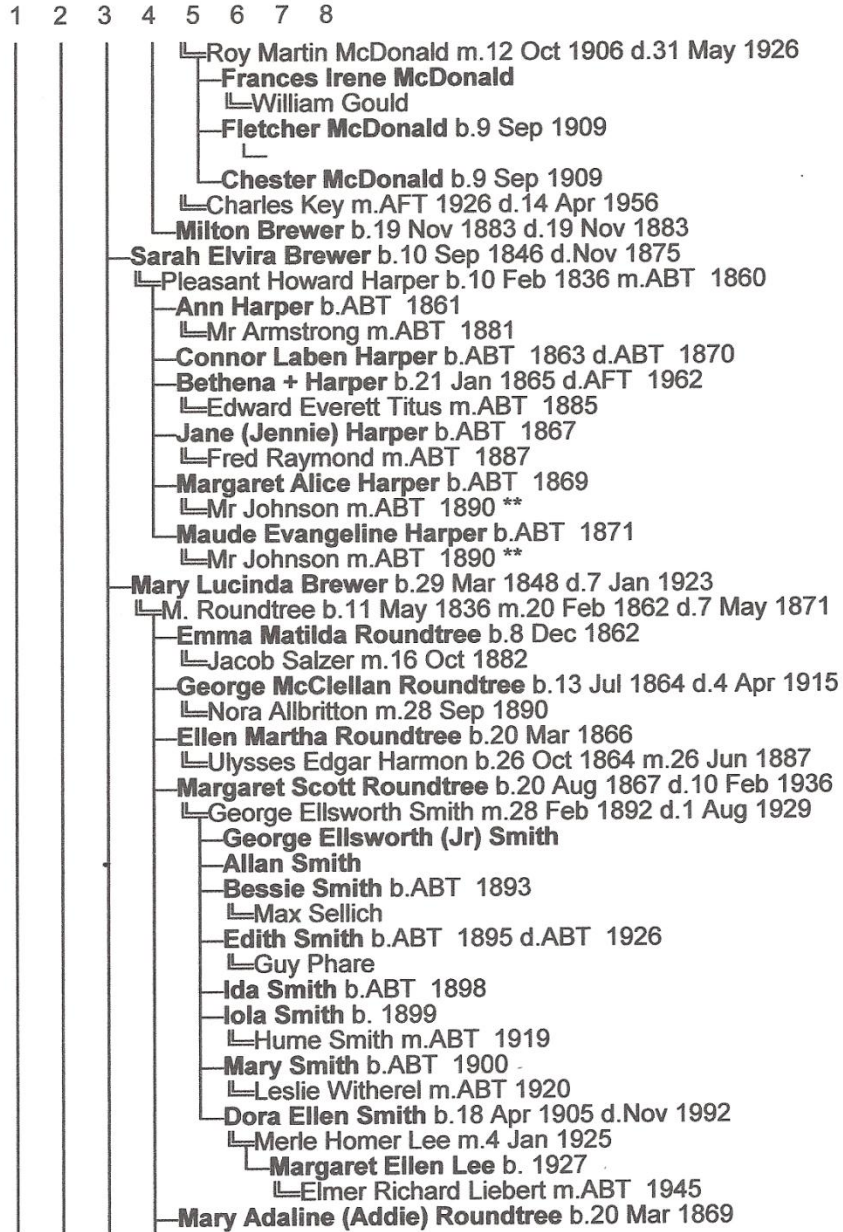 1 2 3 4 5 6 7 8
Roy Martin McDonald m.12 Oct 1906 d.31 May 1926
Frances Irene McDonald
William Gould
Fletcher McDonald b.9 Sep 1909
Chester McDonald b.9 Sep 1909
Charles Key m.AFT 1926 d.14 Apr 1956
Milton Brewer b.19 Nov 1883 d.19 Nov 1883
Sarah Elvira Brewer b.10 Sep 1846 d.Nov 1875
Pleasant Howard Harper b.10 Feb 1836 m.ABT 1860
Ann Harper b.ABT 1861
Mr Armstrong m.ABT 1881
Connor Laben Harper b.ABT 1863 d.ABT 1870
Bethena + Harper b.21 Jan 1865 d.AFT 1962
Edward Everett Titus m.ABT 1885
Jane (Jennie) Harper b.ABT 1867
Fred Raymond m.ABT 1887
Margaret Alice Harper b.ABT 1869
Mr Johnson m.ABT 1890 **
Maude Evangeline Harper b.ABT 1871
Mr Johnson m.ABT 1890 **
Mary Lucinda Brewer b.29 Mar 1848 d.7 Jan 1923
M. Roundtree b.11 May 1836 m.20 Feb 1862 d.7 May 1871
Emma Matilda Roundtree b.8 Dec 1862
Jacob Salzer m.16 Oct 1882
George McClellan Roundtree b.13 Jul 1864 d.4 Apr 1915
Nora Allbritton m.28 Sep 1890
Ellen Martha Roundtree b.20 Mar 1866
Ulysses Edgar Harmon b.26 Oct 1864 m.26 Jun 1887
Margaret Scott Roundtree b.20 Aug 1867 d.10 Feb 1936
George Ellsworth Smith m.28 Feb 1892 d.1 Aug 1929
George Ellsworth (Jr) Smith
Allan Smith
Bessie Smith b.ABT 1893
Max Sellich
Edith Smith b.ABT 1895 d.ABT 1926
Guy Phare
Ida Smith b.ABT 1898
Iola Smith b. 1899
Hume Smith m.ABT 1919
Mary Smith b.ABT 1900
Leslie Witherel m.ABT 1920
Dora Ellen Smith b.18 Apr 1905 d.Nov 1992
Merle Homer Lee m.4 Jan 1925
Margaret Ellen Lee b. 1927
Elmer Richard Liebert m.ABT 1945
Mary Adaline (Addie) Roundtree b.20 Mar 1869